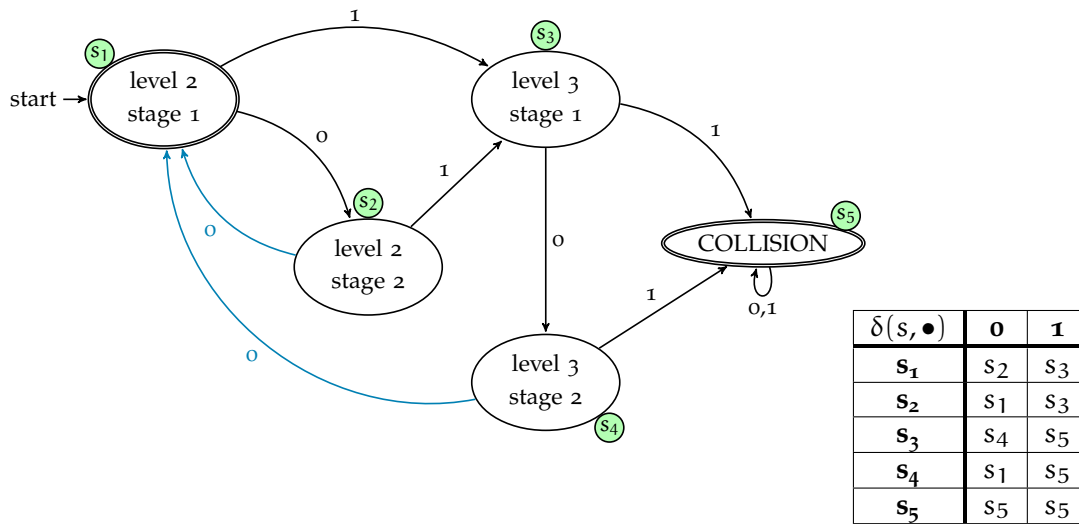 1
s₁
s₃
level 2
stage 1
level 3
stage 1
start
0
1
1
s₂
s₅
0
level 2
stage 2
COLLISION
0
1
0,1
0
level 3
stage 2
s₄
δ(s, •) 0 1
s₁ s₂ s₃
s₂ s₁ s₃
s₃ s₄ s₅
s₄ s₁ s₅
s₅ s₅ s₅